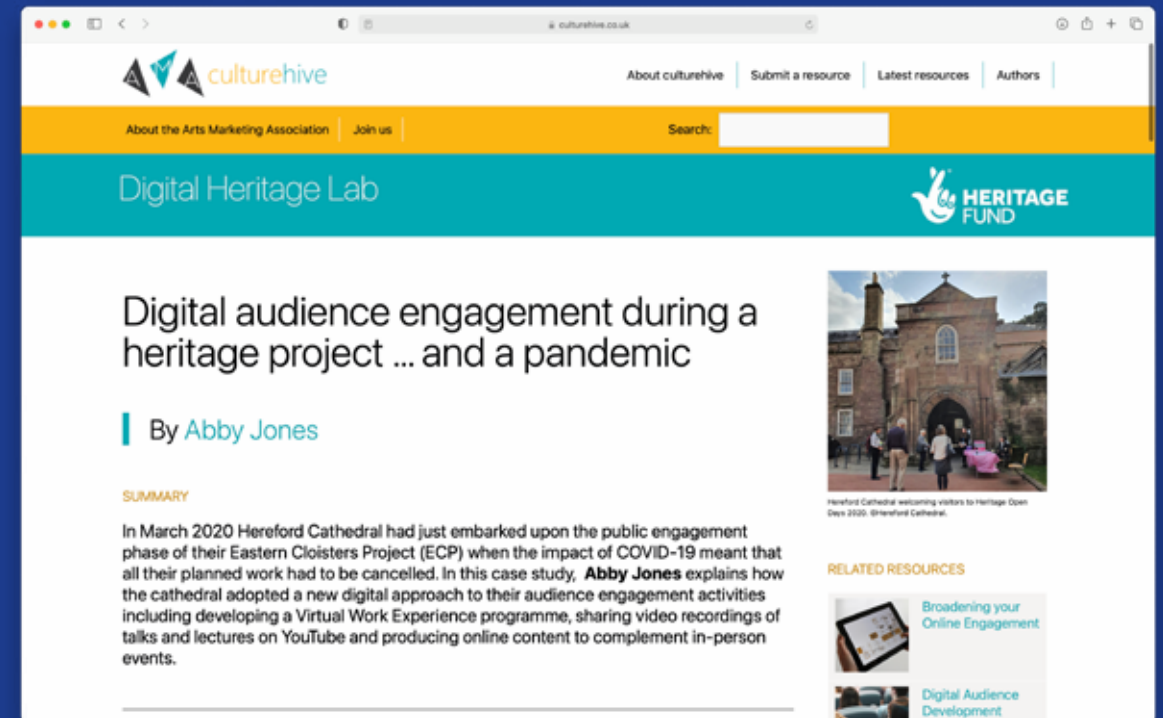 culturehive.co.uk
AMA culturehive
About culturehive
Submit a resource
Latest resources
Authors
About the Arts Marketing Association
Join us
Search:
Digital Heritage Lab
HERITAGE
FUND
Digital audience engagement during a
heritage project ... and a pandemic
By Abby Jones
SUMMARY
In March 2020 Hereford Cathedral had just embarked upon the public engagement
phase of their Eastern Cloisters Project (ECP) when the impact of COVID-19 meant that
all their planned work had to be cancelled. In this case study, Abby Jones explains how
the cathedral adopted a new digital approach to their audience engagement activities
including developing a Virtual Work Experience programme, sharing video recordings of
talks and lectures on YouTube and producing online content to complement in-person
events.
Hereford Cathedral welcoming visitors to Heritage Open
Days 2020. ©Hereford Cathedral.
RELATED RESOURCES
Broadening your
Online Engagement
Digital Audience
Development